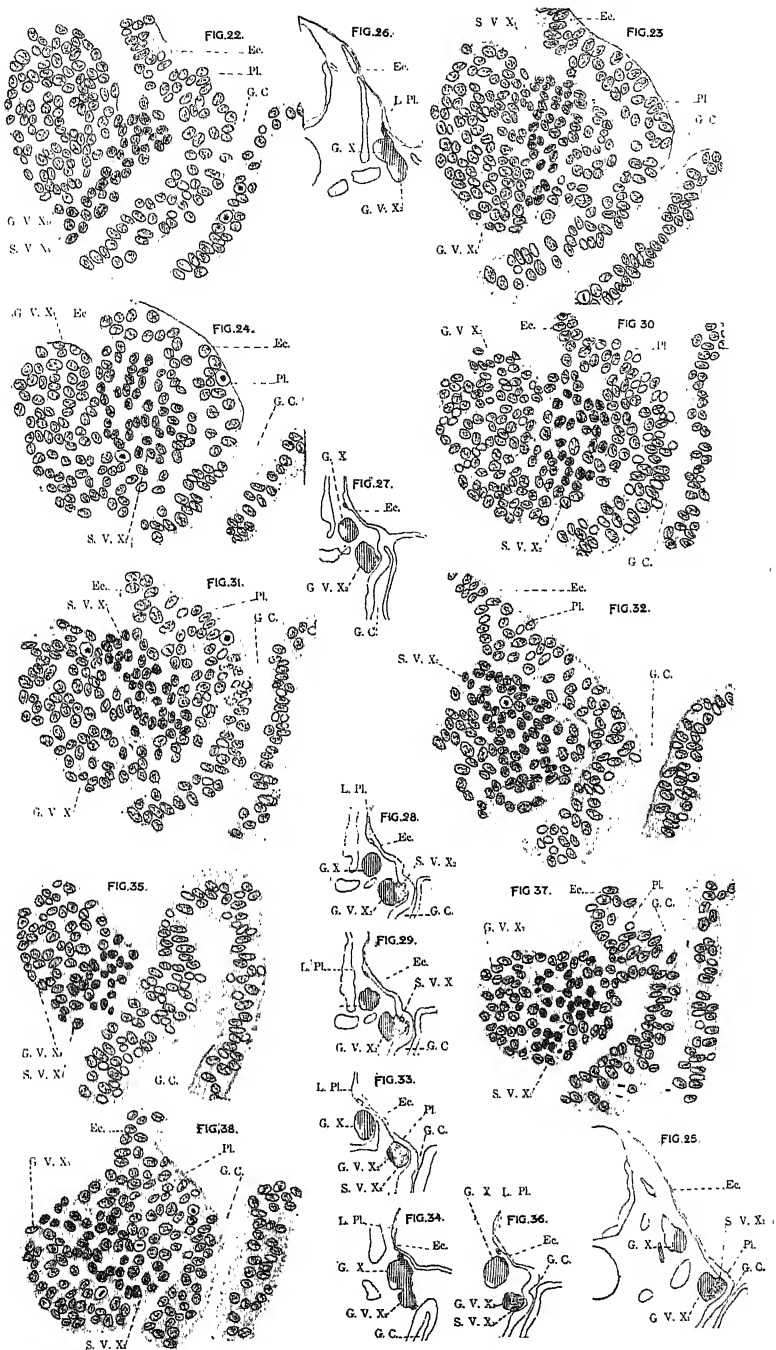 FIG.22.
Ec.
Pl.
G. C
G V X
S. V X
FIG.26.
Ec.
L Pl.
G. X
G. V. X
S V X
Ec.
FIG.23
Pl
G C
G. V. X
G V. X
Ec
FIG.24.
Ec.
Pl.
G. C.
S. V. X
G. X
FIG.27.
Ec.
G V. X
G. C.
G. V X
Ec.
FIG 30
Pl
S. V. X
G C.
Ec.
FIG.31.
S. V. X
Pl.
G C.
G. V X
Ec.
Pl.
FIG.32.
S. V. X
G. C.
L. Pl.
FIG.28.
Ec.
G. X
S. V. X2
G. V. X
G. C.
FIG.35.
G. V. X
S. V. X
G. C.
FIG.29.
L. Pl.
Ec.
S. V. X
G. V. X
G. C
FIG 37.
Ec.
Pl.
G. C.
G. V. X
S. V. X
FIG.33.
L. Pl.
Ec.
Pl.
G. X
G. C.
G. V. X
S. V. X
FIG.38.
Ec.
G V. X
Pl.
G. C.
S. V. X
FIG.34.
L. Pl.
Ec.
G. X
G. V. X
G. C.
G. X L. Pl.
FIG.36.
Ec.
G. C.
G. V. X
S. V. X
FIG.25.
Ec.
S V. X
G. X
Pl.
G. C.
G V. X